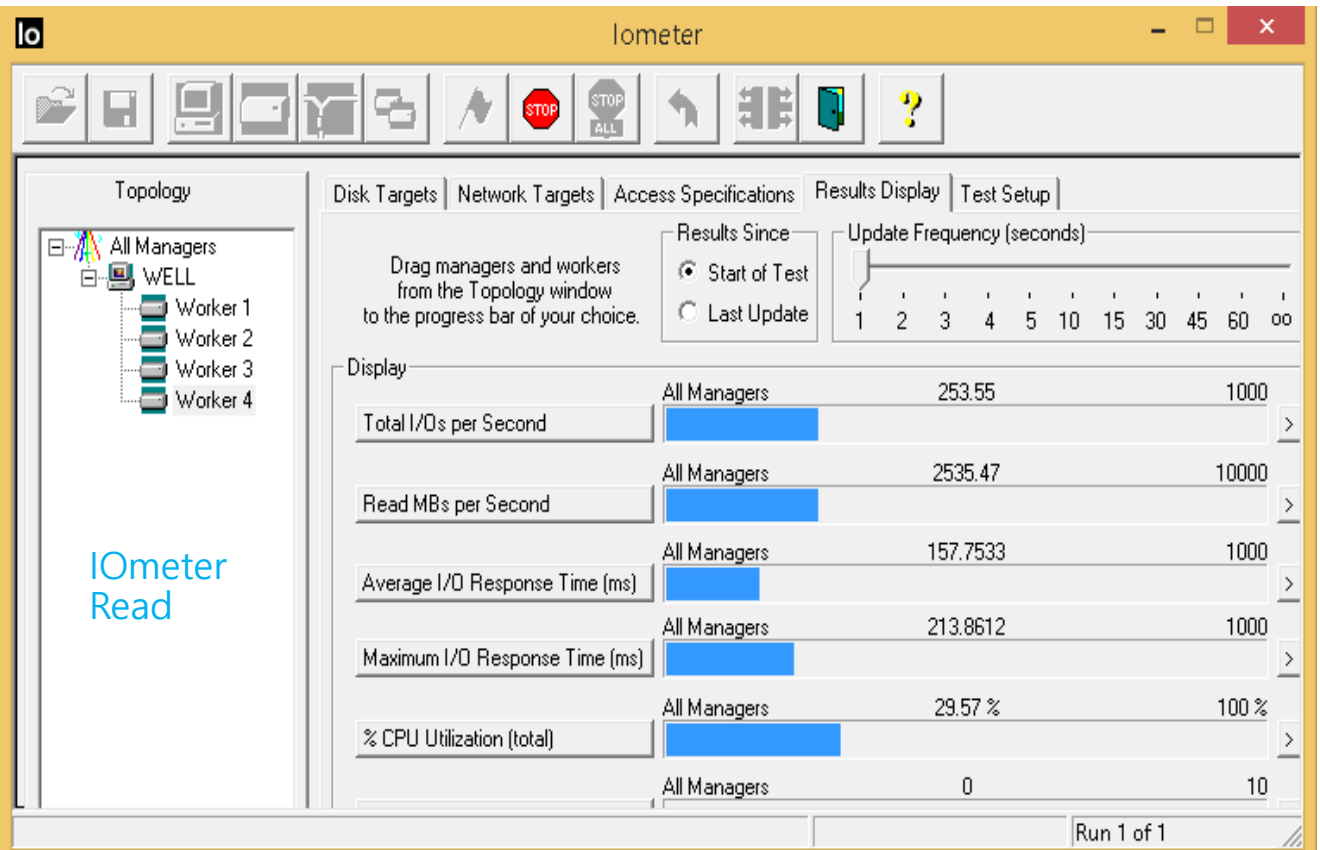 Io
Iometer
STOP
STOP
ALL
?
Topology
All Managers
WELL
Worker 1
Worker 2
Worker 3
Worker 4
IOmeter
Read
Disk Targets
Network Targets
Access Specifications
Results Display
Test Setup
Drag managers and workers
from the Topology window
to the progress bar of your choice.
Results Since
Start of Test
Last Update
Update Frequency (seconds)
1 2 3 4 5 10 15 30 45 60 oo
Display
All Managers 253.55 1000
Total I/Os per Second >
All Managers 2535.47 10000
Read MBs per Second >
All Managers 157.7533 1000
Average I/O Response Time (ms) >
All Managers 213.8612 1000
Maximum I/O Response Time (ms) >
All Managers 29.57 % 100 %
% CPU Utilization (total) >
All Managers 0 10
Run 1 of 1